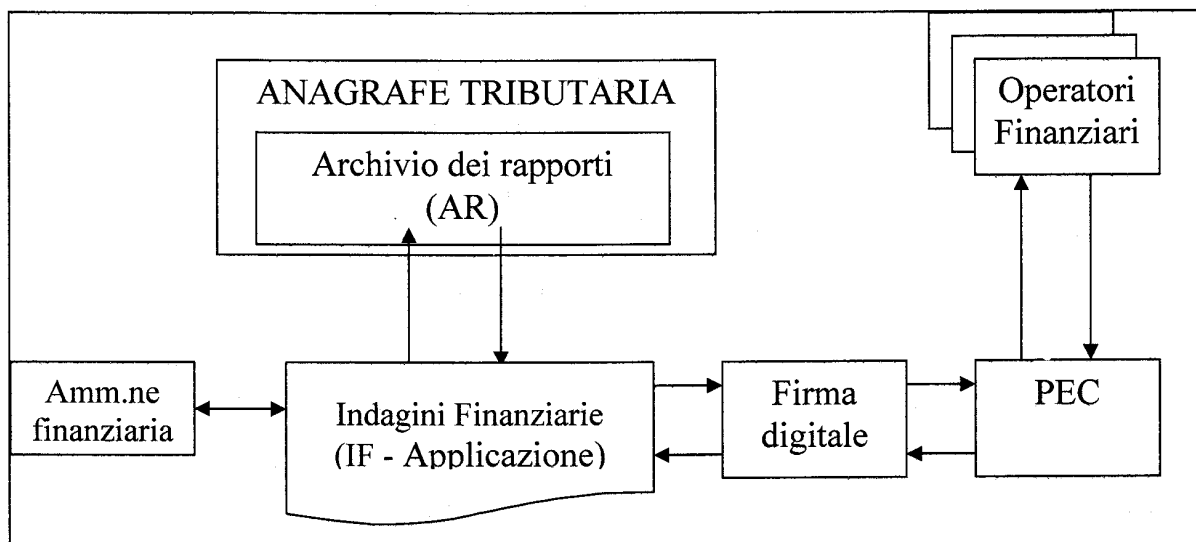 ANAGRAFE TRIBUTARIA
Archivio dei rapporti
(AR)
Operatori
Finanziari
Amm.ne
finanziaria
Indagini Finanziarie
(IF - Applicazione)
Firma
digitale
PEC